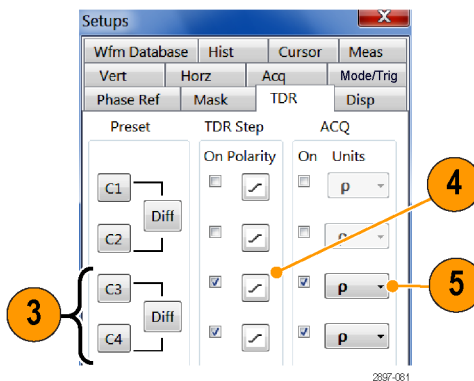 Setups X
Wfm Database Hist Cursor Meas
Vert Horz Acq Mode/Trig
Phase Ref Mask TDR Disp
Preset TDR Step ACQ
On Polarity On Units
C1 ρ
Diff
C2 ρ
C3 ρ
Diff
C4 ρ
3
4
5
2897-081